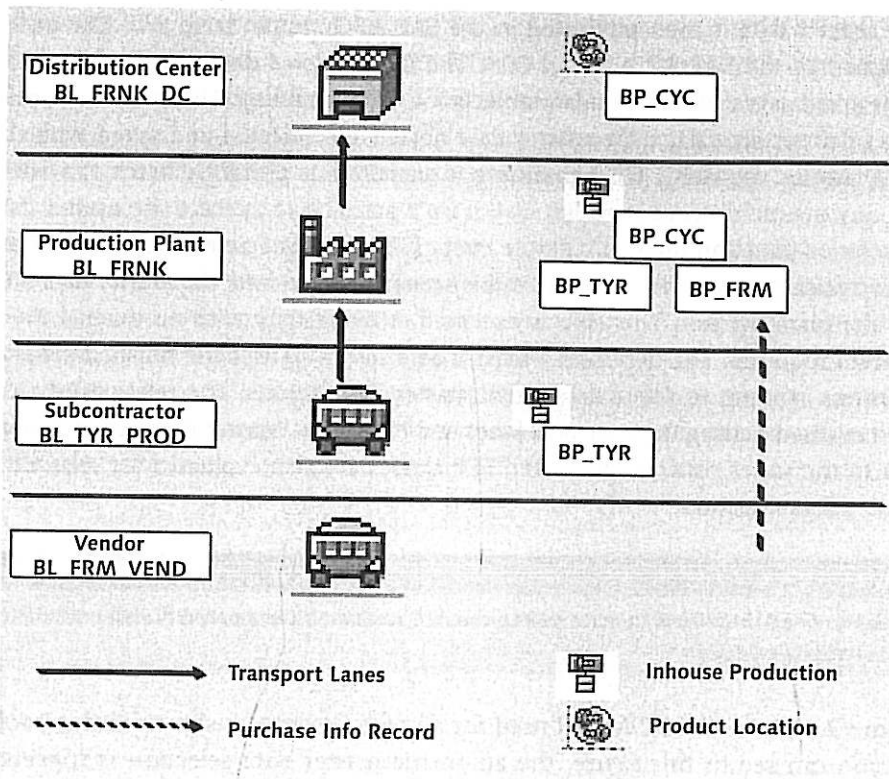 Distribution Center
BL_FRNK_DC
BP_CYC
Production Plant
BL_FRNK
BP_CYC
BP_TYR
BP_FRM
Subcontractor
BL_TYR_PROD
BP_TYR
Vendor
BL_FRM_VEND
Transport Lanes
Inhouse Production
Purchase Info Record
Product Location